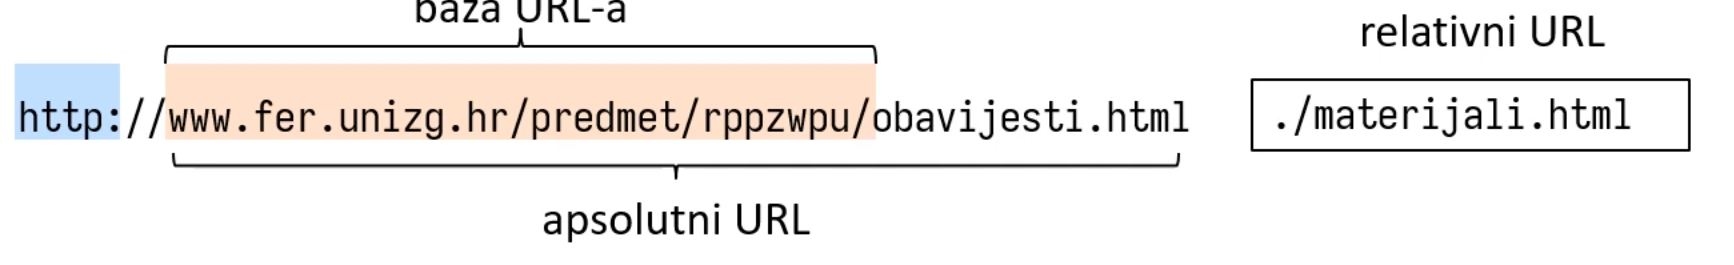 baza URL-a
relativni URL
http://www.fer.unizg.hr/predmet/rppzwpu/obavijesti.html
./materijali.html
apsolutni URL